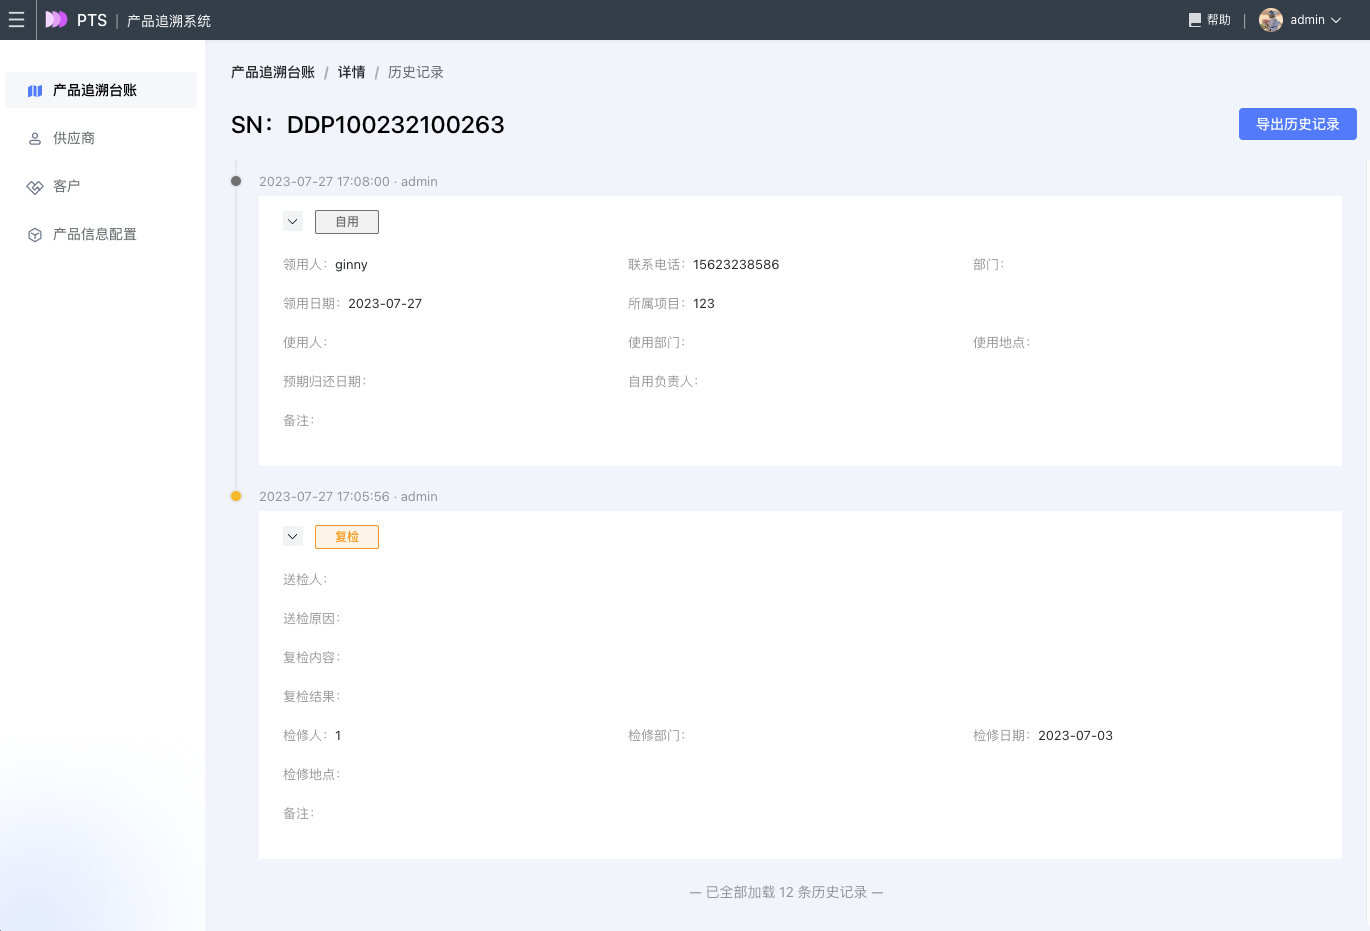 PTS | 产品追溯系统
帮助 | admin
产品追溯台账
供应商
客户
产品信息配置
产品追溯台账 / 详情 / 历史记录
SN：DDP100232100263
导出历史记录
2023-07-27 17:08:00 · admin
自用
领用人：ginny 联系电话：15623238586 部门：
领用日期：2023-07-27 所属项目：123
使用人： 使用部门： 使用地点：
预期归还日期： 自用负责人：
备注：
2023-07-27 17:05:56 · admin
复检
送检人：
送检原因：
复检内容：
复检结果：
检修人：1 检修部门： 检修日期：2023-07-03
检修地点：
备注：
— 已全部加载 12 条历史记录 —